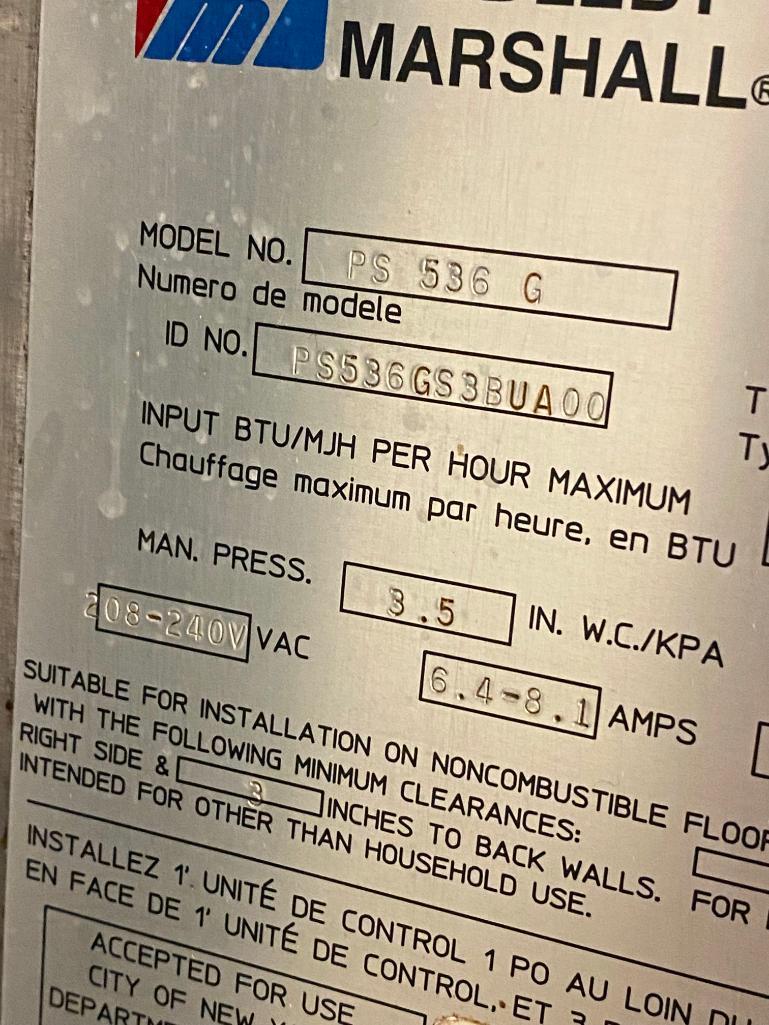 MARSHALL®
MODEL NO. PS 536 G
Numero de modele
ID NO. PS536GS3BUA00
INPUT BTU/MJH PER HOUR MAXIMUM
Chauffage maximum par heure, en BTU
MAN. PRESS. 3.5 IN. W.C./KPA
208-240V VAC 6.4-8.1 AMPS
SUITABLE FOR INSTALLATION ON NONCOMBUSTIBLE
WITH THE FOLLOWING MINIMUM CLEARANCES:
RIGHT SIDE & 3 INCHES TO BACK WALLS. FOR
INTENDED FOR OTHER THAN HOUSEHOLD USE.
INSTALLEZ 1' UNITÉ DE CONTROL 1 PO AU LOIN
EN FACE DE 1' UNITÉ DE CONTROL, ET 3
ACCEPTED FOR USE
CITY OF NEW